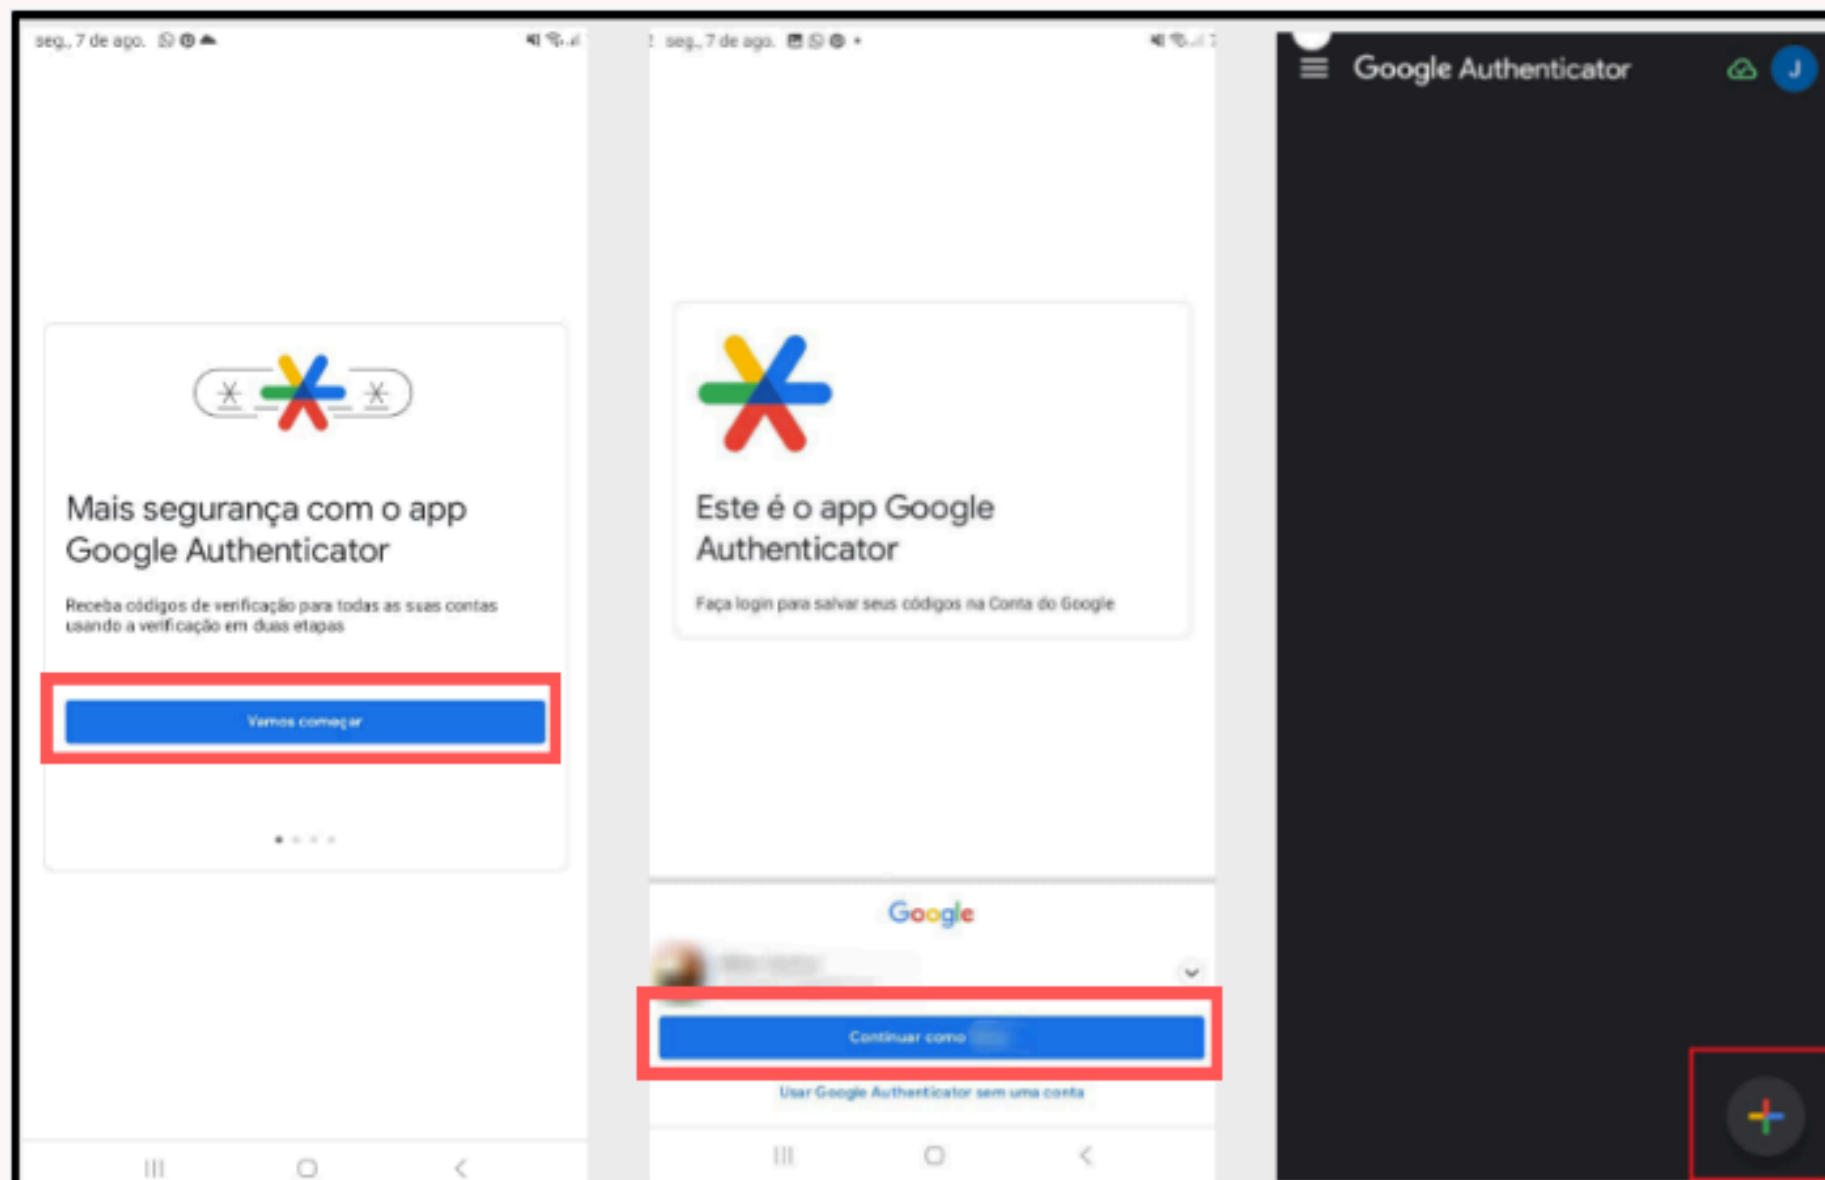 seg., 7 de ago.
Mais segurança com o app
Google Authenticator
Receba códigos de verificação para todas as suas contas
usando a verificação em duas etapas
Vamos começar
seg., 7 de ago.
Este é o app Google
Authenticator
Faça login para salvar seus códigos na Conta do Google
Google
Continuar como
Usar Google Authenticator sem uma conta
Google Authenticator
J